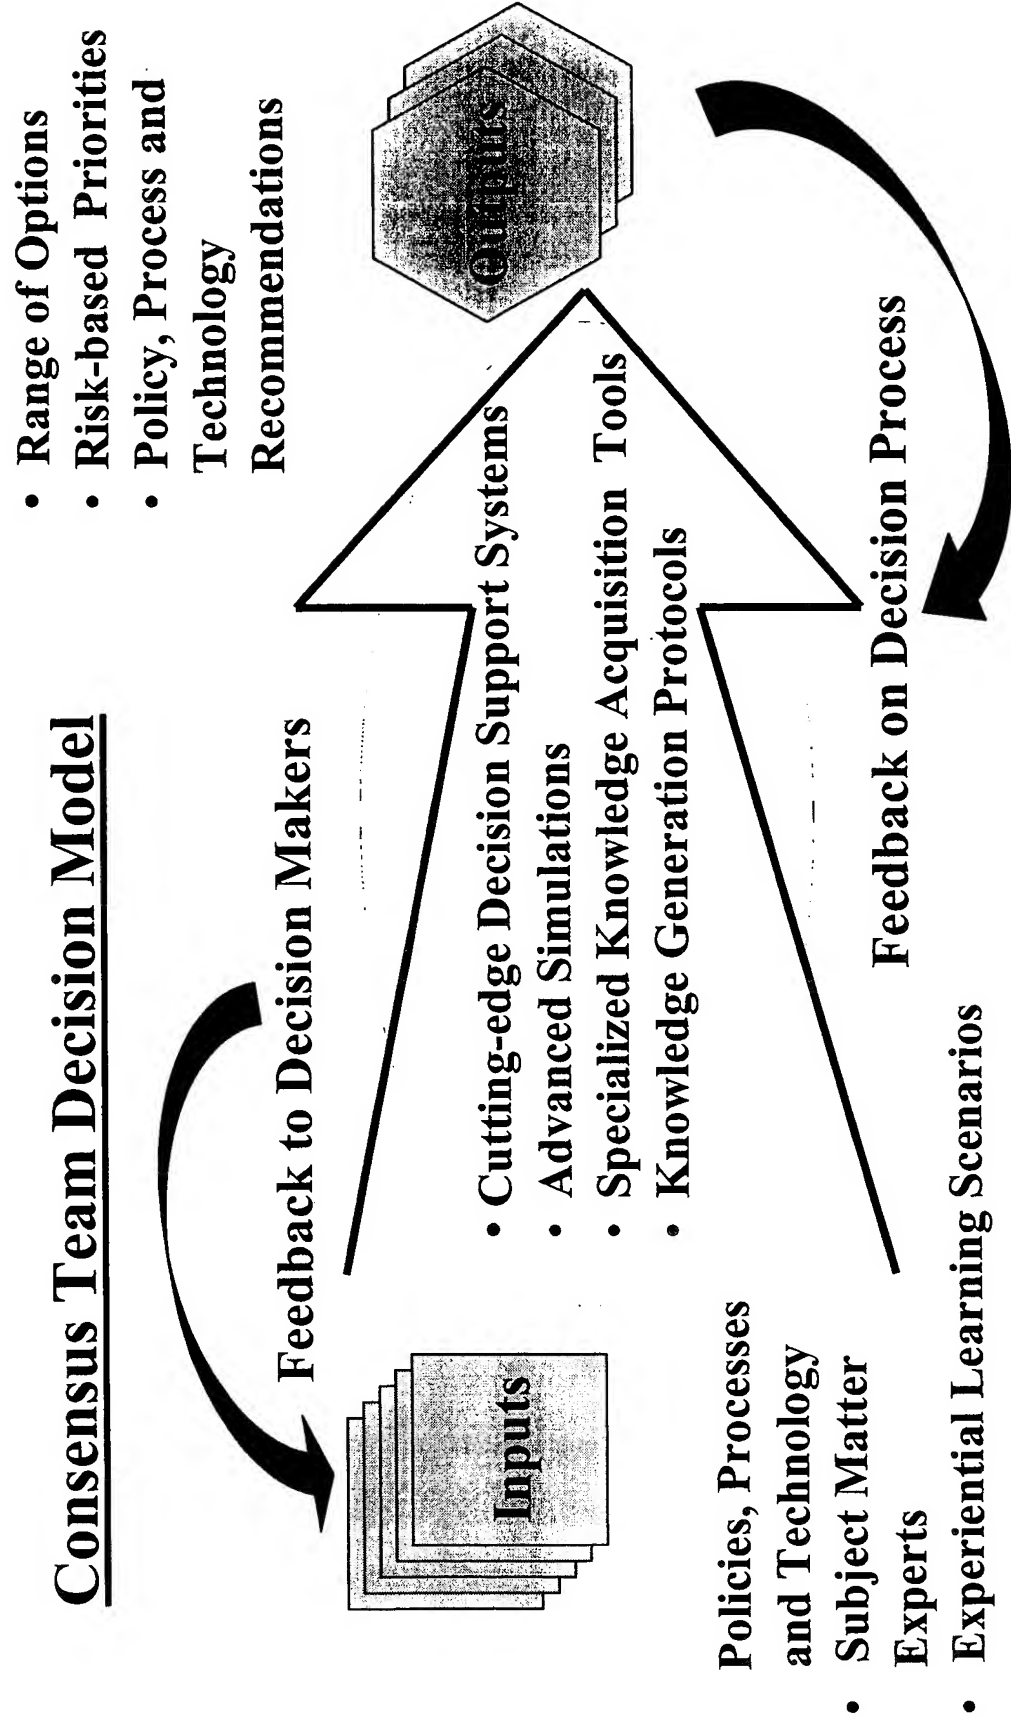 Consensus Team Decision Model
Feedback to Decision Makers
• Range of Options
• Risk-based Priorities
• Policy, Process and
Technology
Recommendations
Inputs
• Cutting-edge Decision Support Systems
• Advanced Simulations
• Specialized Knowledge Acquisition Tools
• Knowledge Generation Protocols
Outputs
Policies, Processes
and Technology
• Subject Matter
Experts
• Experiential Learning Scenarios
Feedback on Decision Process